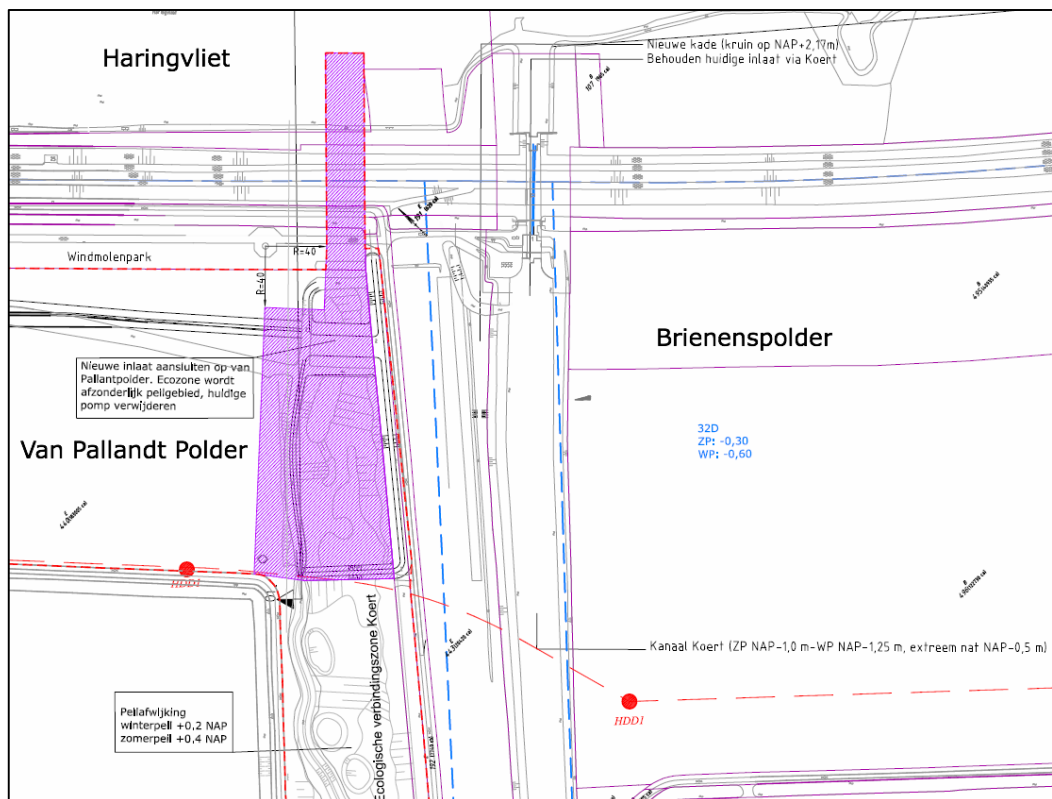 Haringvliet
Nieuwe kade (kruin op NAP+2,17m)
Behouden huidige inlaat via Koert
Windmolenpark
R=40
R=40
Brienenspolder
Nieuwe inlaat aansluiten op van
Pallantpolder. Ecozone wordt
afzonderlijk peilgebied, huidige
pomp verwijderen
Van Pallandt Polder
32D
ZP: -0,30
WP: -0,60
HDD1
Kanaal Koert (ZP NAP-1,0 m-WP NAP-1,25 m, extreem nat NAP-0,5 m)
Ecologische verbindingszone Koert
Peilafwijking
winterpeil +0,2 NAP
zomerpeil +0,4 NAP
HDD1